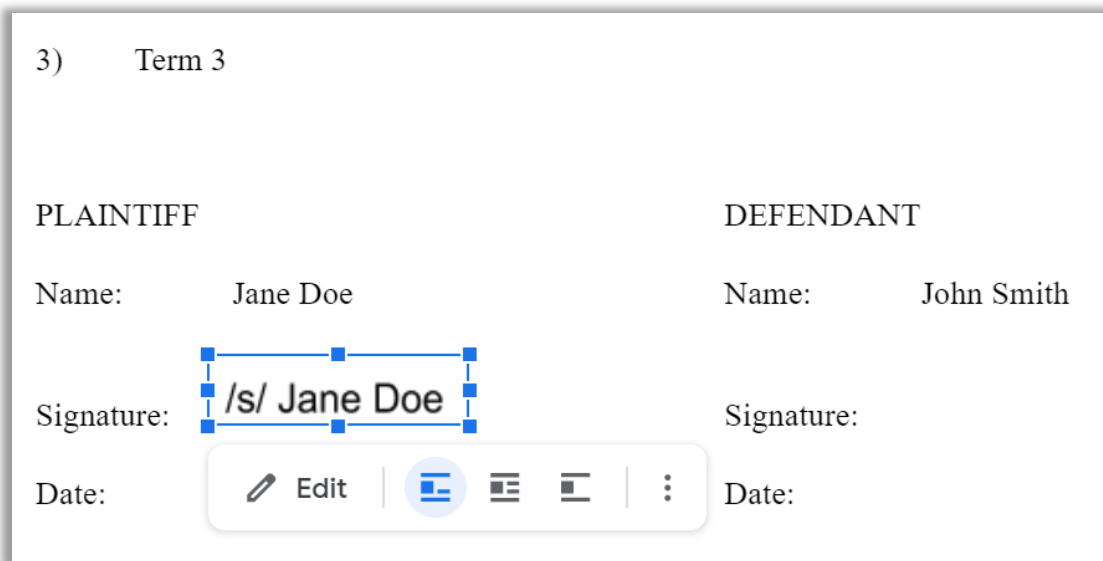 3) Term 3
PLAINTIFF DEFENDANT
Name: Jane Doe Name: John Smith
Signature: /s/ Jane Doe Signature:
Edit
Date: Date: